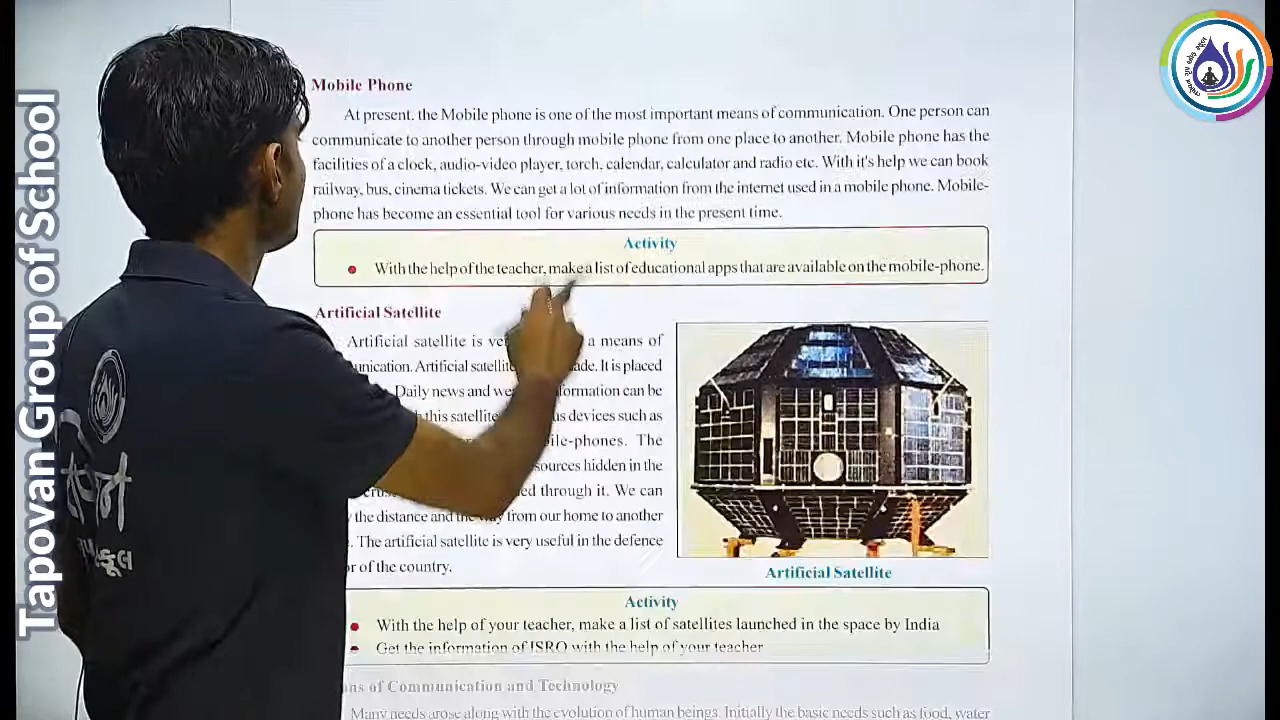 Tapovan Group of School
Mobile Phone
At present. the Mobile phone is one of the most important means of communication. One person can
communicate to another person through mobile phone from one place to another. Mobile phone has the
facilities of a clock, audio-video player, torch, calendar, calculator and radio etc. With it's help we can book
railway, bus, cinema tickets. We can get a lot of information from the internet used in a mobile phone. Mobile-
phone has become an essential tool for various needs in the present time.
Activity
With the help of the teacher, make a list of educational apps that are available on the mobile-phone.
Artificial Satellite
Artificial satellite is a means of
Artificial It is placed
Daily news and can be
this devices such as
The
sources hidden in the
through it. We can
the distance and the way from our home to another
The artificial satellite is very useful in the defence
of the country.
Artificial Satellite
Activity
With the help of your teacher, make a list of satellites launched in the space by India
Get the information of ISRO with the help of your teacher
of Communication and Technology
Many needs arose along with the evolution of human beings. Initially the basic needs such as food, water